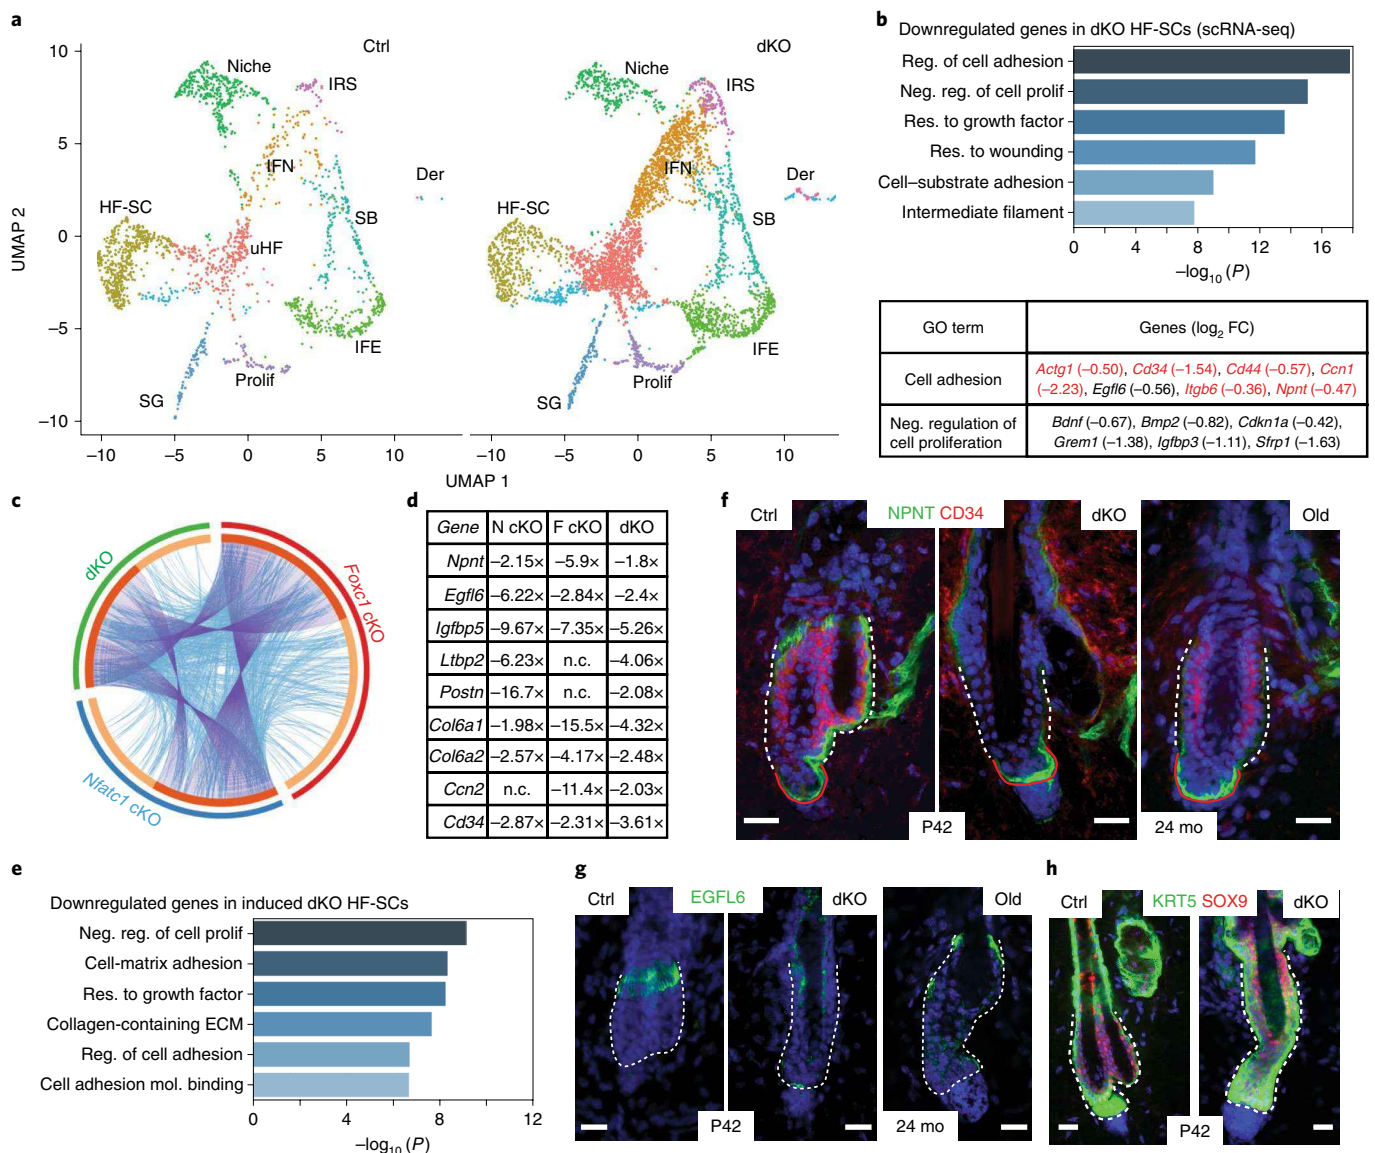 a
Ctrl
dKO
Niche
IRS
IFN
Der
HF-SC
uHF
SB
IFE
Prolif
SG
Niche
IRS
IFN
Der
HF-SC
SB
IFE
Prolif
SG
10
5
0
−5
−10
UMAP 2
−10 −5 0 5 10
−10 −5 0 5 10
UMAP 1
b
Downregulated genes in dKO HF-SCs (scRNA-seq)
Reg. of cell adhesion
Neg. reg. of cell prolif
Res. to growth factor
Res. to wounding
Cell–substrate adhesion
Intermediate filament
0 4 8 12 16
−log10 (P)
GO term
Genes (log2 FC)
Cell adhesion
Actg1 (−0.50), Cd34 (−1.54), Cd44 (−0.57), Ccn1
(−2.23), Egfl6 (−0.56), Itgb6 (−0.36), Npnt (−0.47)
Neg. regulation of
cell proliferation
Bdnf (−0.67), Bmp2 (−0.82), Cdkn1a (−0.42),
Grem1 (−1.38), Igfbp3 (−1.11), Sfrp1 (−1.63)
c
dKO
Foxc1 cKO
Nfatc1 cKO
d
Gene N cKO F cKO dKO
Npnt −2.15× −5.9× −1.8×
Egfl6 −6.22× −2.84× −2.4×
Igfbp5 −9.67× −7.35× −5.26×
Ltbp2 −6.23× n.c. −4.06×
Postn −16.7× n.c. −2.08×
Col6a1 −1.98× −15.5× −4.32×
Col6a2 −2.57× −4.17× −2.48×
Ccn2 n.c. −11.4× −2.03×
Cd34 −2.87× −2.31× −3.61×
f
Ctrl
NPNT CD34
dKO
Old
P42
24 mo
e
Downregulated genes in induced dKO HF-SCs
Neg. reg. of cell prolif
Cell-matrix adhesion
Res. to growth factor
Collagen-containing ECM
Reg. of cell adhesion
Cell adhesion mol. binding
0 4 8 12
−log10 (P)
g
Ctrl
EGFL6
dKO
Old
P42
24 mo
h
Ctrl
KRT5 SOX9
dKO
P42